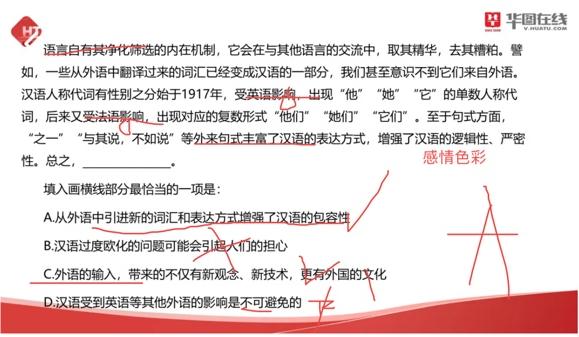 华图在线
V.HUATU.COM
语言自有其净化筛选的内在机制，它会在与其他语言的交流中，取其精华，去其糟粕。譬
如，一些从外语中翻译过来的词汇已经变成汉语的一部分，我们甚至意识不到它们来自外语。
汉语人称代词有性别之分始于1917年，受英语影响，出现“他”“她”“它”的单数人称代
词，后来又受法语影响，出现对应的复数形式“他们”“她们”“它们”。至于句式方面，
“之一”“与其说，不如说”等外来句式丰富了汉语的表达方式，增强了汉语的逻辑性、严密
性。总之，______________。
感情色彩
填入画横线部分最恰当的一项是：
A.从外语中引进新的词汇和表达方式增强了汉语的包容性
B.汉语过度欧化的问题可能会引起人们的担心
C.外语的输入，带来的不仅有新观念、新技术，更有外国的文化
D.汉语受到英语等其他外语的影响是不可避免的